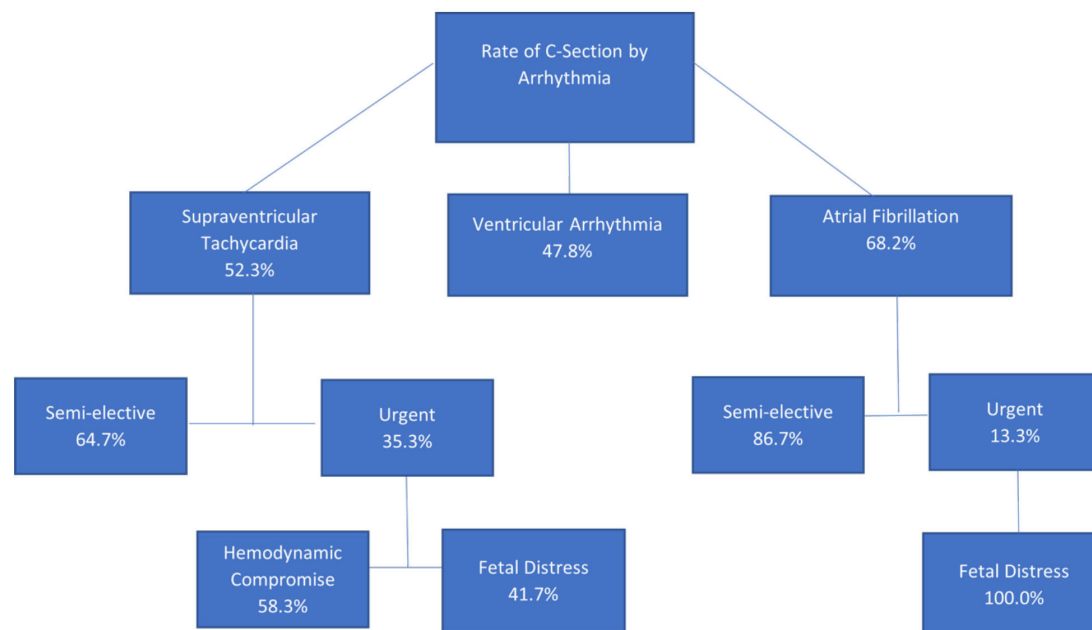 Rate of C-Section by
Arrhythmia
Supraventricular
Tachycardia
52.3%
Ventricular Arrhythmia
47.8%
Atrial Fibrillation
68.2%
Semi-elective
64.7%
Urgent
35.3%
Semi-elective
86.7%
Urgent
13.3%
Hemodynamic
Compromise
58.3%
Fetal Distress
41.7%
Fetal Distress
100.0%